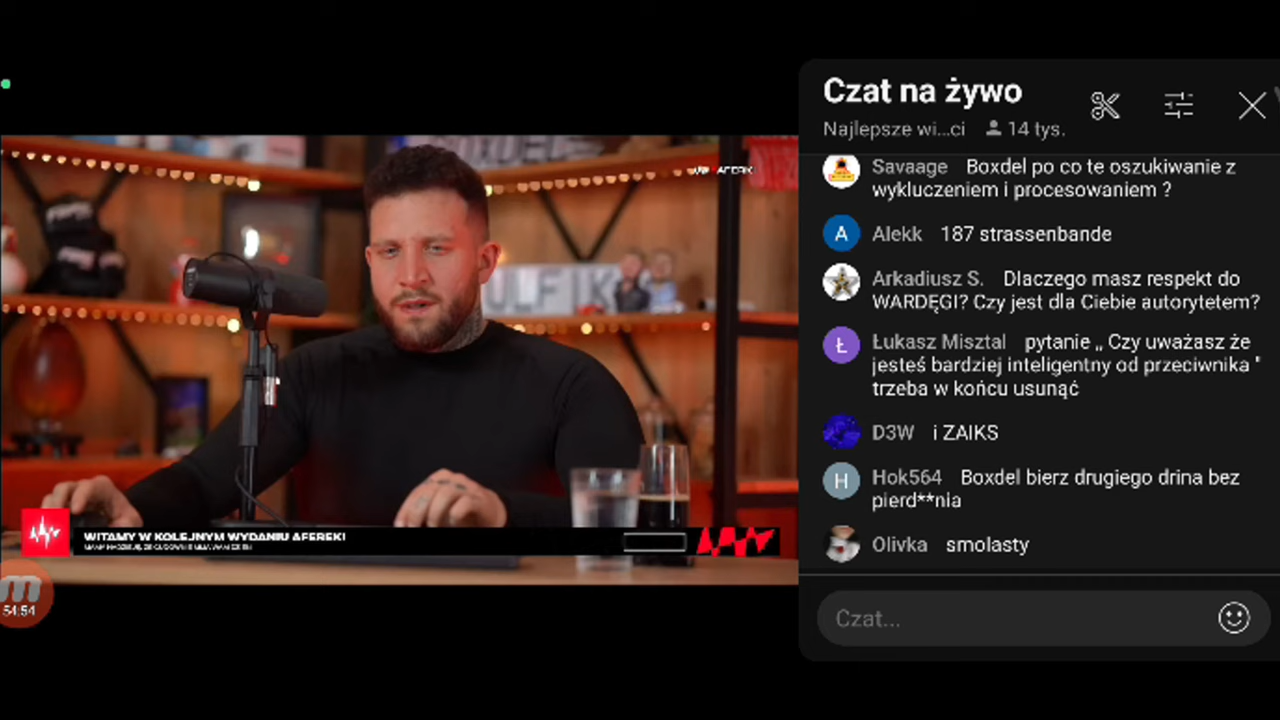 Czat na żywo
Najlepsze wi...ci 14 tys.
Savaage Boxdel po co te oszukiwanie z
wykluczeniem i procesowaniem ?
A Alekk 187 strassenbande
Arkadiusz S. Dlaczego masz respekt do
WARDĘGI? Czy jest dla Ciebie autorytetem?
Ł Łukasz Misztal pytanie „ Czy uważasz że
jesteś bardziej inteligentny od przeciwnika "
trzeba w końcu usunąć
D3W i ZAIKS
H Hok564 Boxdel bierz drugiego drina bez
pierd**nia
Olivka smolasty
Czat...
WITAMY W KOLEJNYM WYDANIU AFEREK!
m
54:54